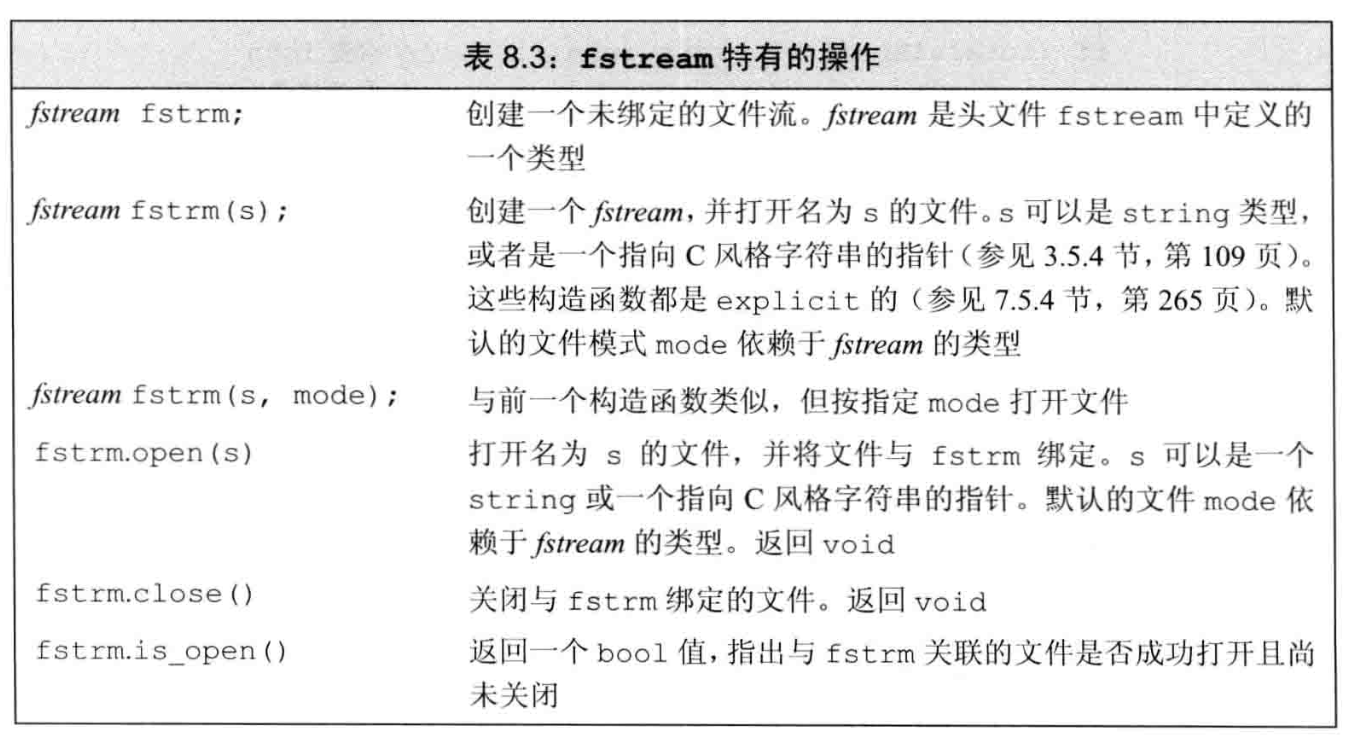 表 8.3：fstream 特有的操作
fstream fstrm;
创建一个未绑定的文件流。fstream 是头文件 fstream 中定义的
一个类型
fstream fstrm(s);
创建一个 fstream，并打开名为 s 的文件。s 可以是 string 类型，
或者是一个指向 C 风格字符串的指针（参见 3.5.4 节，第 109 页）。
这些构造函数都是 explicit 的（参见 7.5.4 节，第 265 页）。默
认的文件模式 mode 依赖于 fstream 的类型
fstream fstrm(s, mode);
与前一个构造函数类似，但按指定 mode 打开文件
fstrm.open(s)
打开名为 s 的文件，并将文件与 fstrm 绑定。s 可以是一个
string 或一个指向 C 风格字符串的指针。默认的文件 mode 依
赖于 fstream 的类型。返回 void
fstrm.close()
关闭与 fstrm 绑定的文件。返回 void
fstrm.is_open()
返回一个 bool 值，指出与 fstrm 关联的文件是否成功打开且尚
未关闭